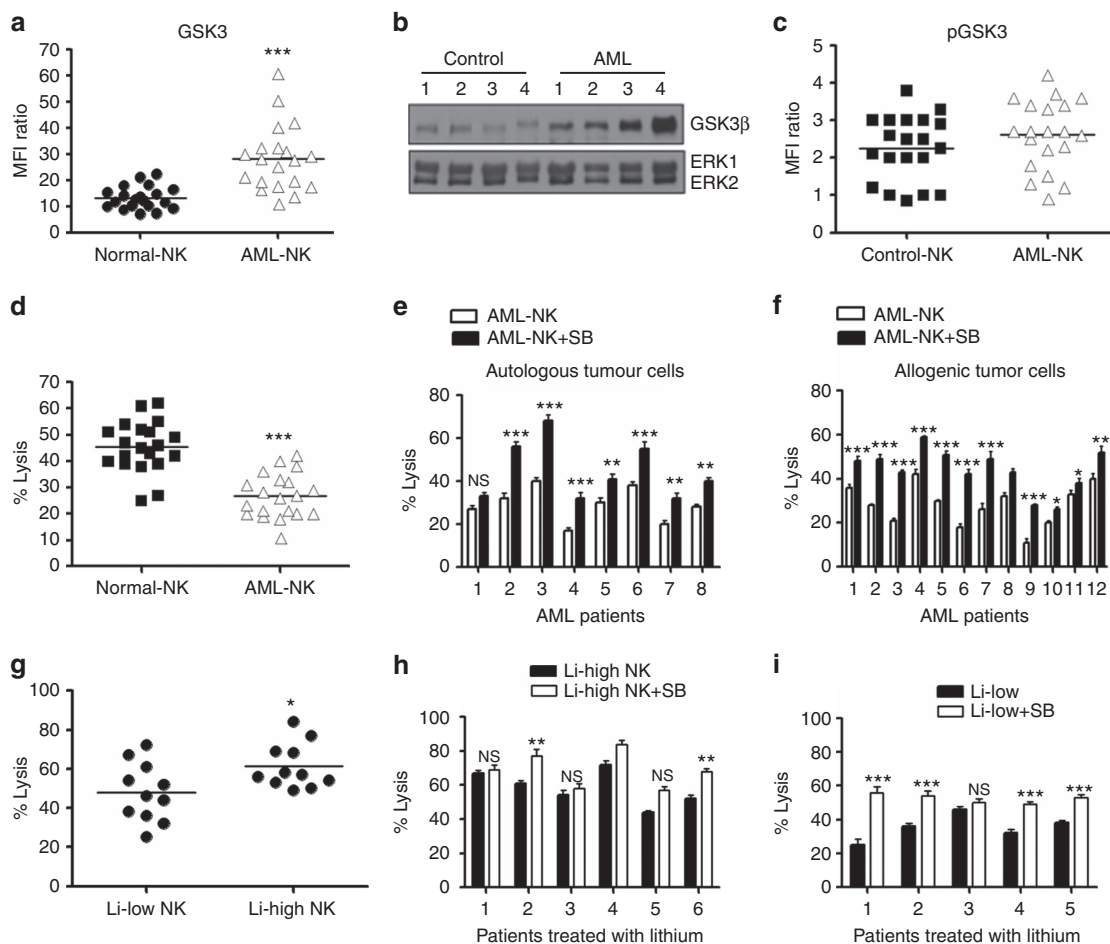 a
GSK3
70
60
50
40
30
20
10
0
MFI ratio
***
Normal-NK
AML-NK
b
Control
AML
1 2 3 4 1 2 3 4
GSK3β
ERK1
ERK2
c
pGSK3
5
4
3
2
1
0
MFI ratio
Control-NK
AML-NK
d
70
60
50
40
30
20
10
0
% Lysis
***
Normal-NK
AML-NK
e
AML-NK
AML-NK+SB
Autologous tumour cells
80
60
40
20
0
% Lysis
NS *** *** *** ** *** ** **
1 2 3 4 5 6 7 8
AML patients
f
AML-NK
AML-NK+SB
Allogenic tumor cells
80
60
40
20
0
% Lysis
*** *** *** *** *** *** *** *** * * **
1 2 3 4 5 6 7 8 9 10 11 12
AML patients
g
100
80
60
40
20
0
% Lysis
*
Li-low NK
Li-high NK
h
Li-high NK
Li-high NK+SB
100
80
60
40
60
80
0
% Lysis
NS ** NS NS **
1 2 3 4 5 6
Patients treated with lithium
i
Li-low
Li-low+SB
100
80
60
40
20
0
% Lysis
*** *** NS *** ***
1 2 3 4 5
Patients treated with lithium